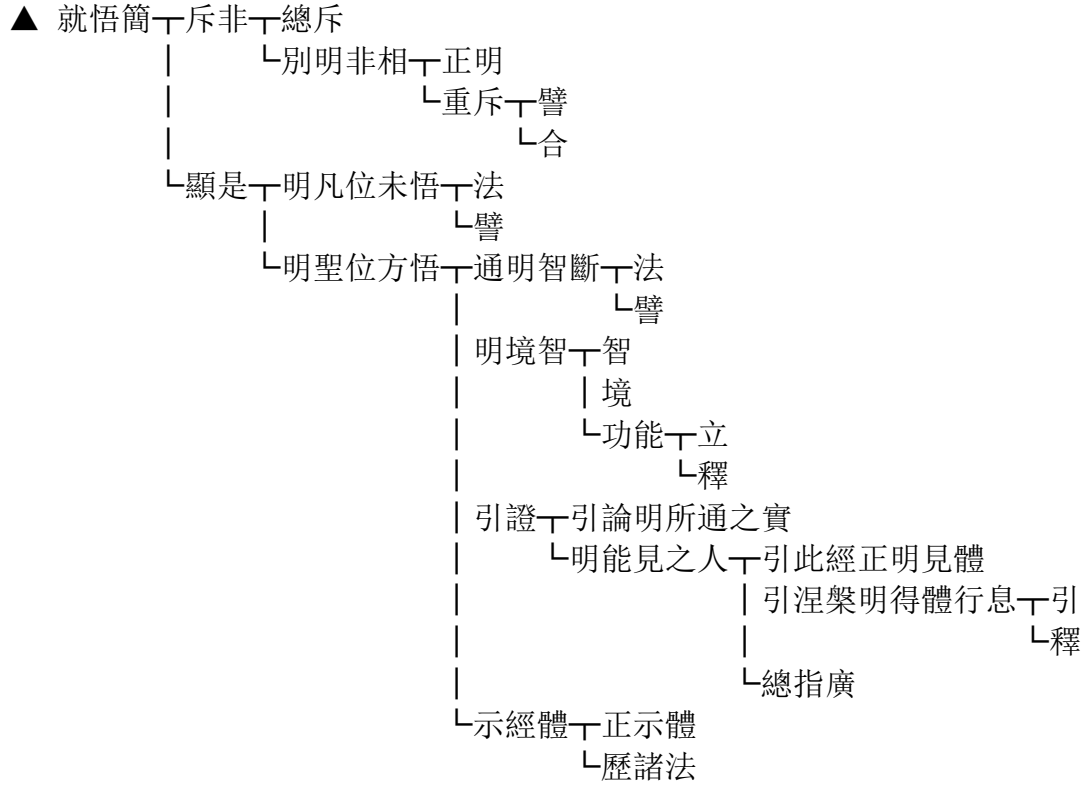 ▲ 就悟簡┬斥非┬總斥
│ └別明非相┬正明
│ └重斥┬譬
│ └合
└顯是┬明凡位未悟┬法
│ └譬
└明聖位方悟┬通明智斷┬法
│ └譬
│明境智┬智
│ │境
│ └功能┬立
│ └釋
│引證┬引論明所通之實
│ └明能見之人┬引此經正明見體
│ │引涅槃明得體行息┬引
│ │ └釋
│ └總指廣
└示經體┬正示體
└歷諸法